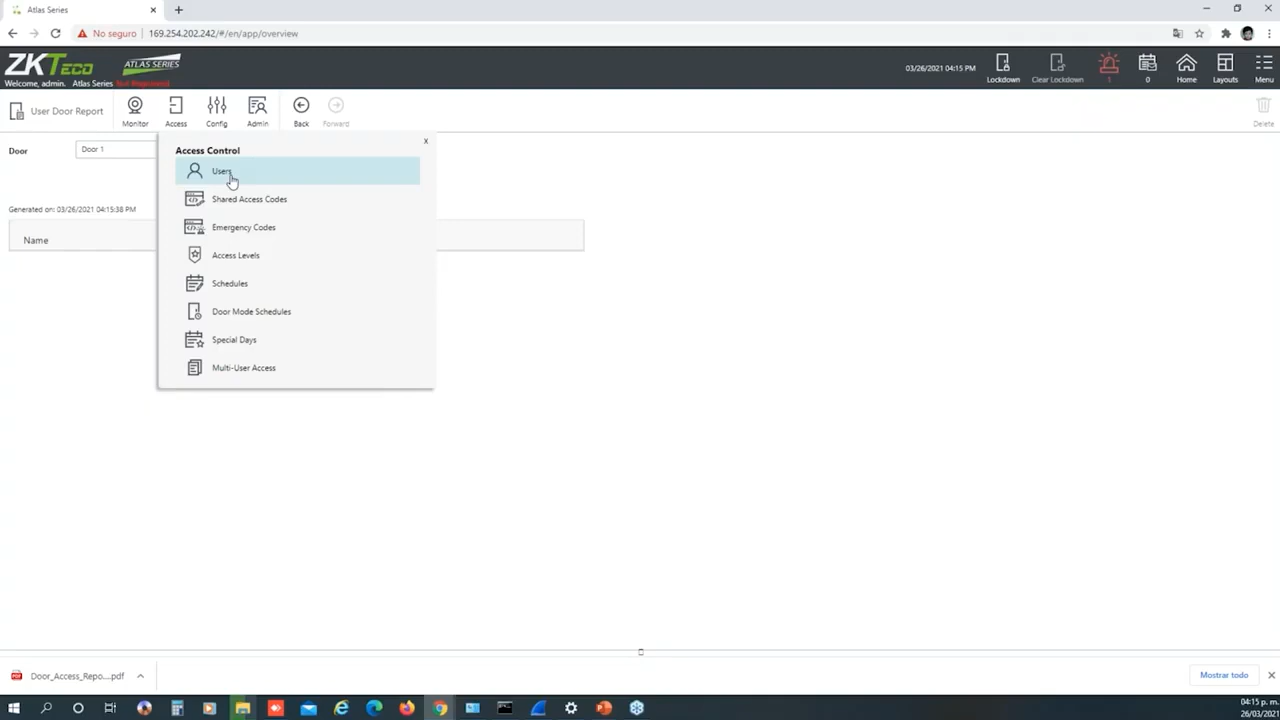 Atlas Series
No seguro
169.254.202.242/#/en/app/overview
ZKTeco
ATLAS SERIES
Welcome, admin. Atlas Series Not Registered
03/26/2021 04:15 PM
Lockdown
Clear Lockdown
1
0
Home
Layouts
Menu
User Door Report
Monitor
Access
Config
Admin
Back
Forward
Delete
Door
Door 1
x
Access Control
Users
Shared Access Codes
Emergency Codes
Access Levels
Schedules
Door Mode Schedules
Special Days
Multi-User Access
Generated on: 03/26/2021 04:15:38 PM
Name
PDF
Door_Access_Repo....pdf
Mostrar todo
04:15 p. m.
26/03/2021